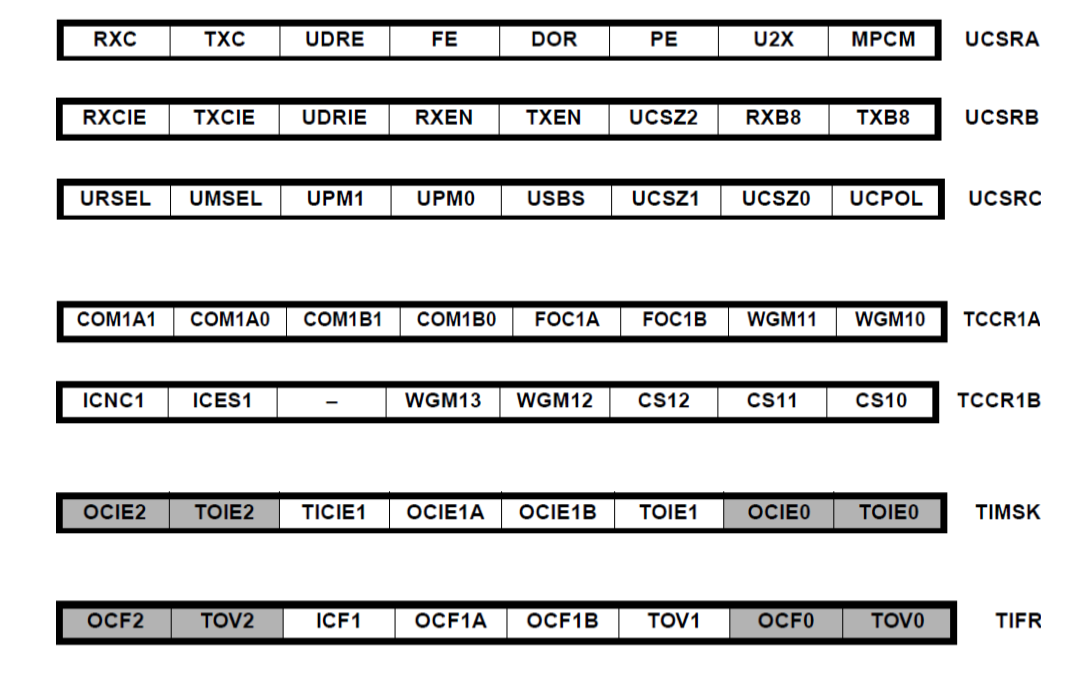 RXC TXC UDRE FE DOR PE U2X MPCM UCSRA
RXCIE TXCIE UDRIE RXEN TXEN UCSZ2 RXB8 TXB8 UCSRB
URSEL UMSEL UPM1 UPM0 USBS UCSZ1 UCSZ0 UCPOL UCSRC
COM1A1 COM1A0 COM1B1 COM1B0 FOC1A FOC1B WGM11 WGM10 TCCR1A
ICNC1 ICES1 – WGM13 WGM12 CS12 CS11 CS10 TCCR1B
OCIE2 TOIE2 TICIE1 OCIE1A OCIE1B TOIE1 OCIE0 TOIE0 TIMSK
OCF2 TOV2 ICF1 OCF1A OCF1B TOV1 OCF0 TOV0 TIFR